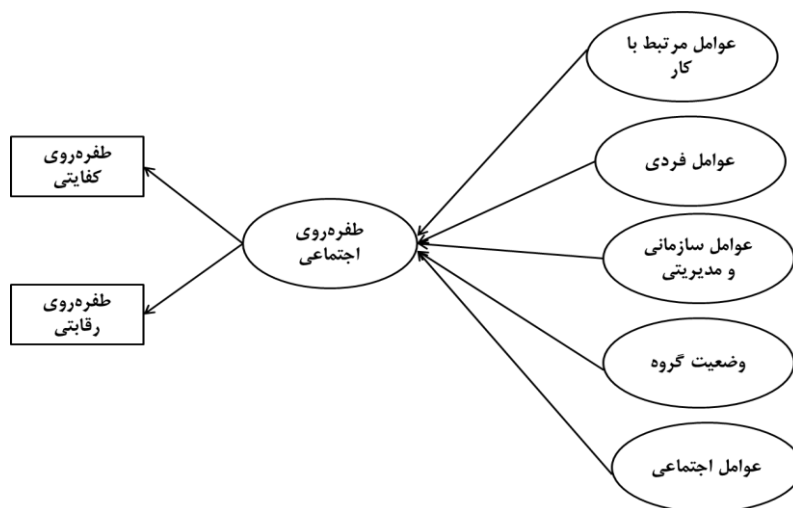 عوامل مرتبط با
کار
عوامل فردی
عوامل سازمانی
و مدیریتی
وضعیت گروه
عوامل اجتماعی
طفره‌روی
اجتماعی
طفره‌روی
کفایتی
طفره‌روی
رقابتی